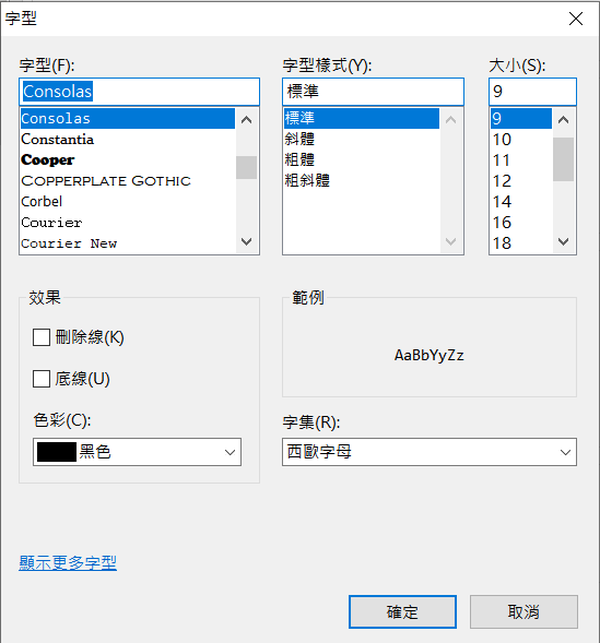 字型
字型(F):
Consolas
Consolas
Constantia
Cooper
Copperplate Gothic
Corbel
Courier
Courier New
字型樣式(Y):
標準
標準
斜體
粗體
粗斜體
大小(S):
9
9
10
11
12
14
16
18
效果
刪除線(K)
底線(U)
色彩(C):
黑色
範例
AaBbYyZz
字集(R):
西歐字母
顯示更多字型
確定
取消